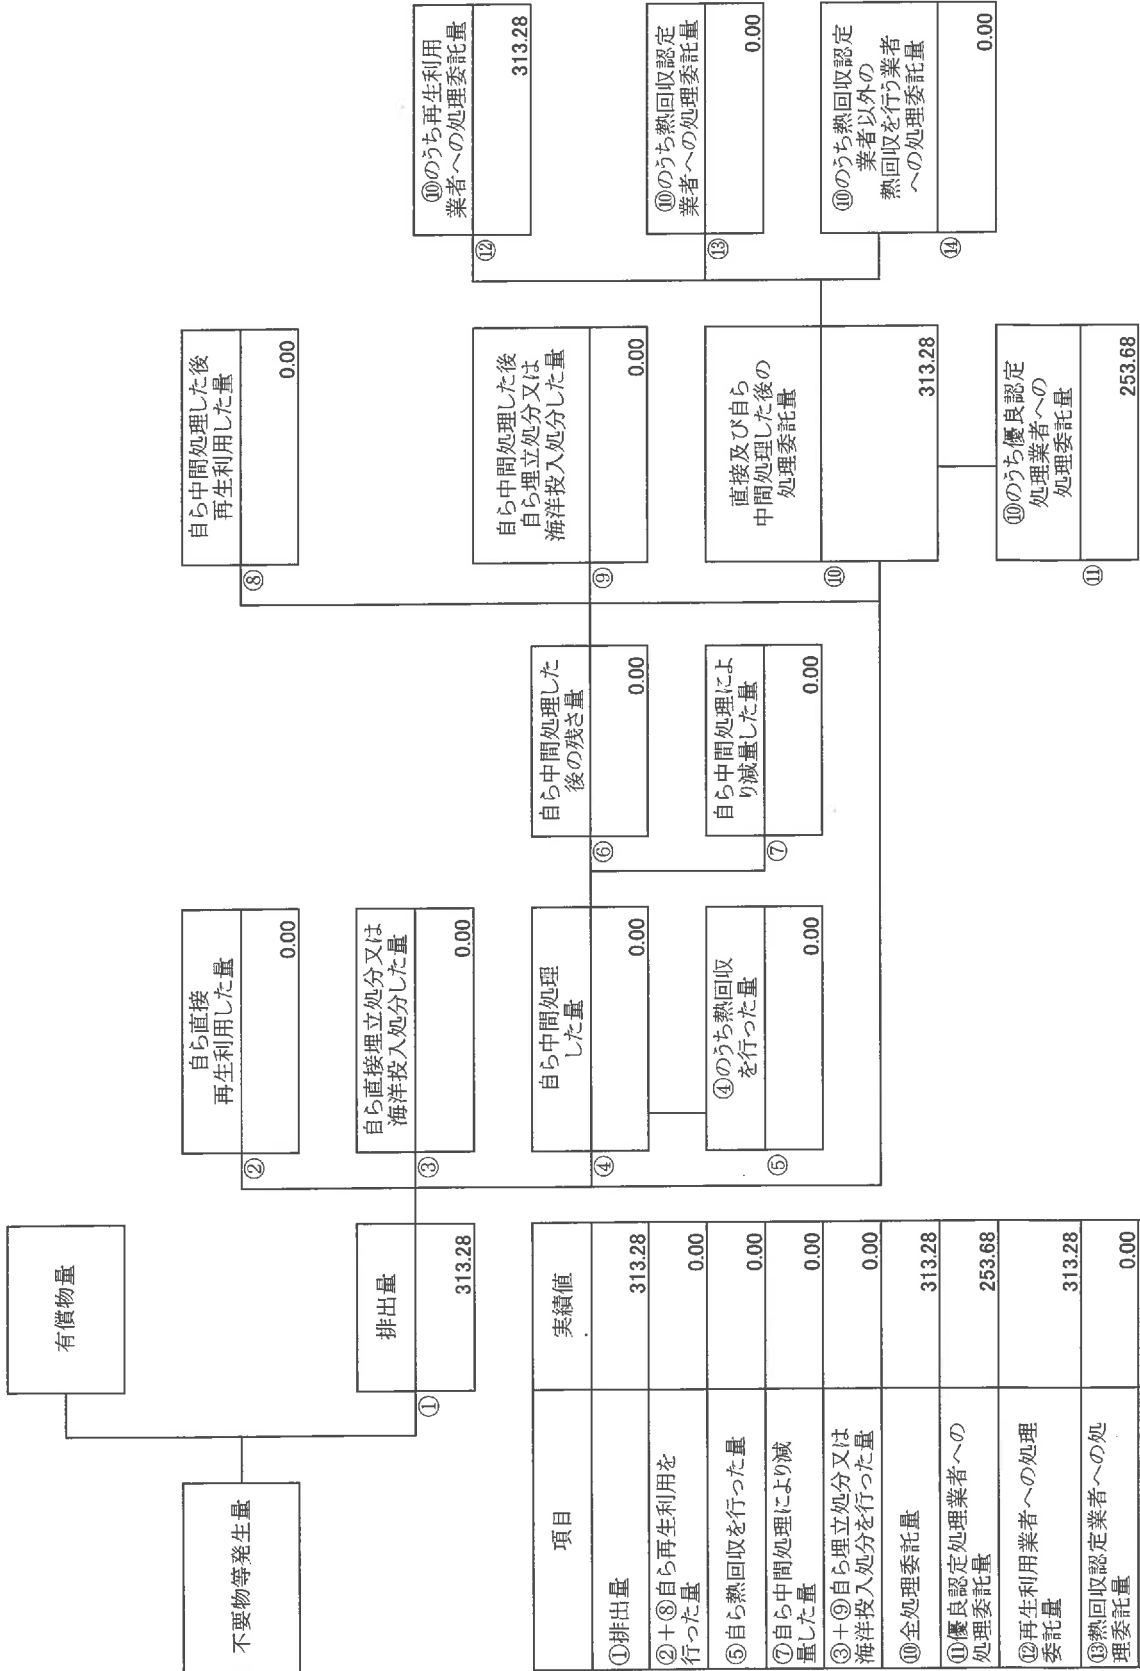 不要物等発生量
有償物量
①
排出量
313.28
②
自ら直接
再生利用した量
0.00
③
自ら直接埋立処分又は
海洋投入処分した量
0.00
④
自ら中間処理
した量
0.00
⑤
④のうち熱回収
を行った量
0.00
⑥
自ら中間処理した
後の残さ量
0.00
⑦
自ら中間処理によ
り減量した量
0.00
⑧
自ら中間処理した後
再生利用した量
0.00
⑨
自ら中間処理した後
自ら埋立処分又は
海洋投入処分した量
0.00
⑩
直接及び自ら
中間処理した後の
処理委託量
313.28
⑪
⑩のうち優良認定
処理業者への
処理委託量
253.68
⑫
⑩のうち再生利用
業者への処理委託量
313.28
⑬
⑩のうち熱回収認定
業者への処理委託量
0.00
⑭
⑩のうち熱回収認定
業者以外の
熱回収を行う業者
への処理委託量
0.00
項目 実績値
①排出量 313.28
②+⑧自ら再生利用を
行った量 0.00
⑤自ら熱回収を行った量 0.00
⑦自ら中間処理により減
量した量 0.00
③+⑨自ら埋立処分又は
海洋投入処分を行った量 0.00
⑩全処理委託量 313.28
⑪優良認定処理業者への
処理委託量 253.68
⑫再生利用業者への処理
委託量 313.28
⑬熱回収認定業者への処
理委託量 0.00